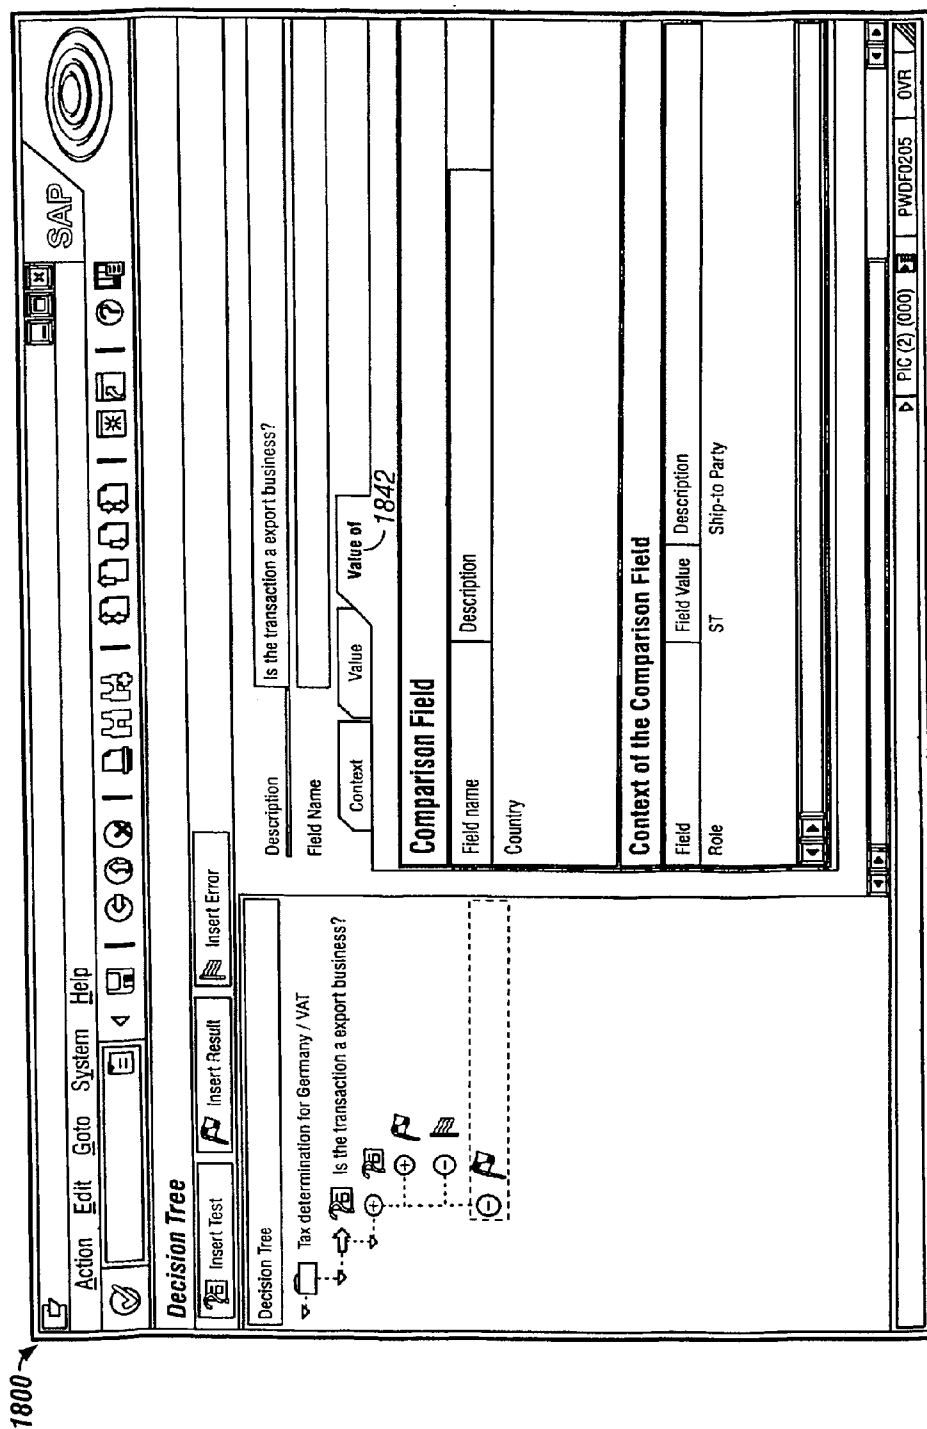 1800
SAP
Action Edit Goto System Help
Decision Tree
Insert Test Insert Result Insert Error
Decision Tree
Tax determination for Germany / VAT
Is the transaction a export business?
Description Is the transaction a export business?
Field Name
Context Value Value of
1842
Comparison Field
Field name Description
Country
Context of the Comparison Field
Field Field Value Description
Role ST Ship-to Party
PIC (2) (000) PWDF0205 OVR